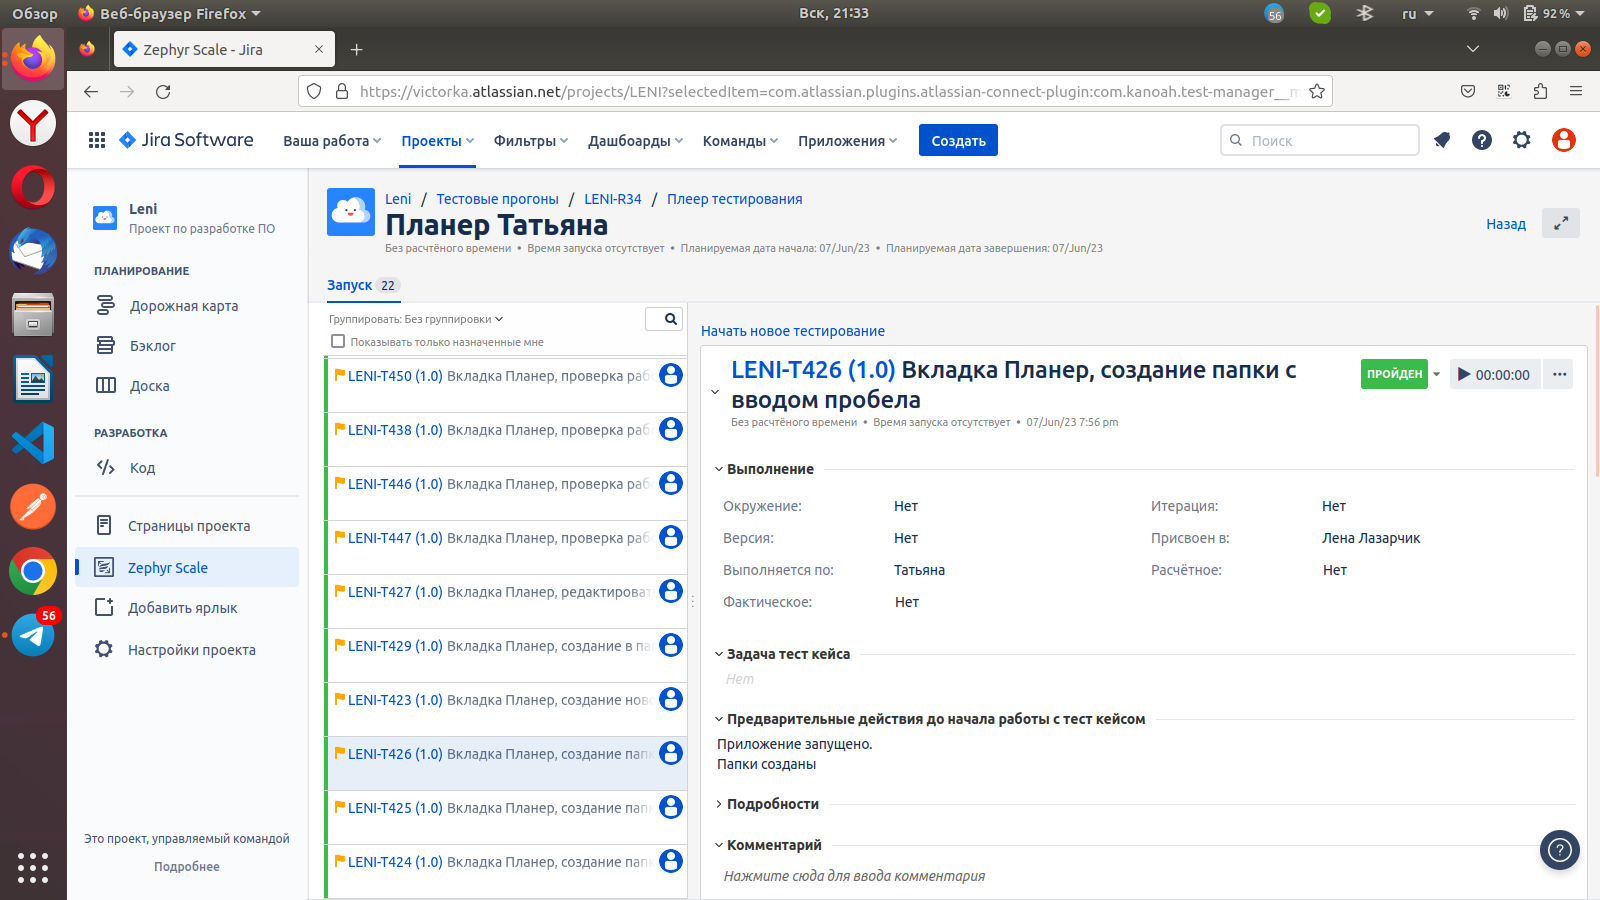 Обзор
Веб-браузер Firefox
Вск, 21:33
56
ru
92 %
Zephyr Scale - Jira
https://victorka.atlassian.net/projects/LENI?selectedItem=com.atlassian.plugins.atlassian-connect-plugin:com.kanoah.test-manager__m
Jira Software
Ваша работа
Проекты
Фильтры
Дашборды
Команды
Приложения
Создать
Поиск
Leni
Проект по разработке ПО
ПЛАНИРОВАНИЕ
Дорожная карта
Бэклог
Доска
РАЗРАБОТКА
Код
Страницы проекта
Zephyr Scale
Добавить ярлык
Настройки проекта
Это проект, управляемый командой
Подробнее
56
Leni / Тестовые прогоны / LENI-R34 / Плеер тестирования
Планер Татьяна
Без расчтёного времени • Время запуска отсутствует • Планируемая дата начала: 07/Jun/23 • Планируемая дата завершения: 07/Jun/23
Назад
Запуск 22
Группировать: Без группировки
Показывать только назначенные мне
LENI-T450 (1.0) Вкладка Планер, проверка рабо
LENI-T438 (1.0) Вкладка Планер, проверка рабо
LENI-T446 (1.0) Вкладка Планер, проверка рабо
LENI-T447 (1.0) Вкладка Планер, проверка рабо
LENI-T427 (1.0) Вкладка Планер, редактироват
LENI-T429 (1.0) Вкладка Планер, создание в па
LENI-T423 (1.0) Вкладка Планер, создание ново
LENI-T426 (1.0) Вкладка Планер, создание папк
LENI-T425 (1.0) Вкладка Планер, создание папк
LENI-T424 (1.0) Вкладка Планер, создание папк
Начать новое тестирование
LENI-T426 (1.0) Вкладка Планер, создание папки с
вводом пробела
ПРОЙДЕН
00:00:00
Без расчтёного времени • Время запуска отсутствует • 07/Jun/23 7:56 pm
Выполнение
Окружение: Нет
Итерация: Нет
Версия: Нет
Присвоен в: Лена Лазарчик
Выполняется по: Татьяна
Расчётное: Нет
Фактическое: Нет
Задача тест кейса
Нет
Предварительные действия до начала работы с тест кейсом
Приложение запущено.
Папки созданы
Подробности
Комментарий
Нажмите сюда для ввода комментария